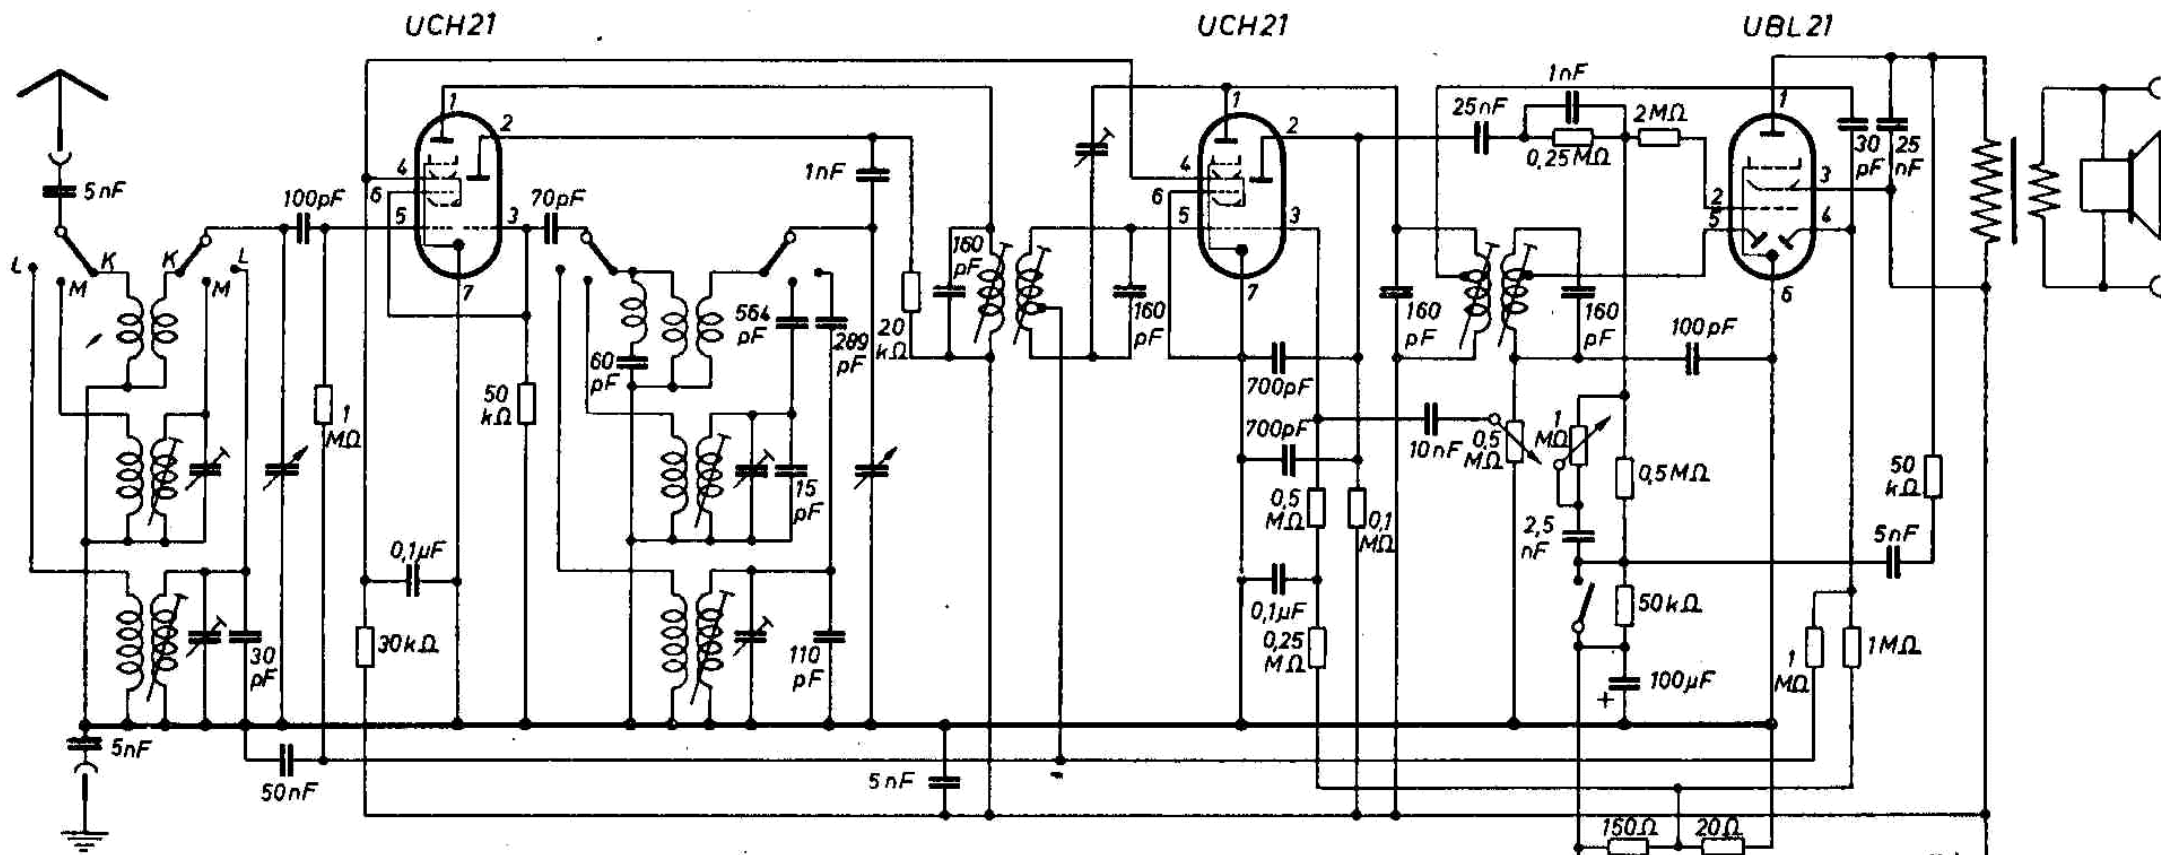 UCH21
UCH21
UBL21
1
2
4
6
5
3
7
1
2
4
6
5
3
7
1
2
5
3
4
6
5nF
100pF
70pF
1nF
25nF
1nF
0,25MΩ
2MΩ
30
pF
25
nF
L
M
K
K
M
L
160
pF
20
kΩ
564
pF
289
pF
60
pF
50
kΩ
1
MΩ
160
pF
160
pF
160
pF
100pF
700pF
700pF
10nF
0,5
MΩ
1
MΩ
0,5MΩ
50
kΩ
15
pF
0,5
MΩ
0,1
MΩ
2,5
nF
5nF
0,1µF
0,1µF
0,25
MΩ
50kΩ
30
pF
30kΩ
110
pF
1
MΩ
1MΩ
+
100µF
5nF
50nF
5nF
150Ω
20Ω